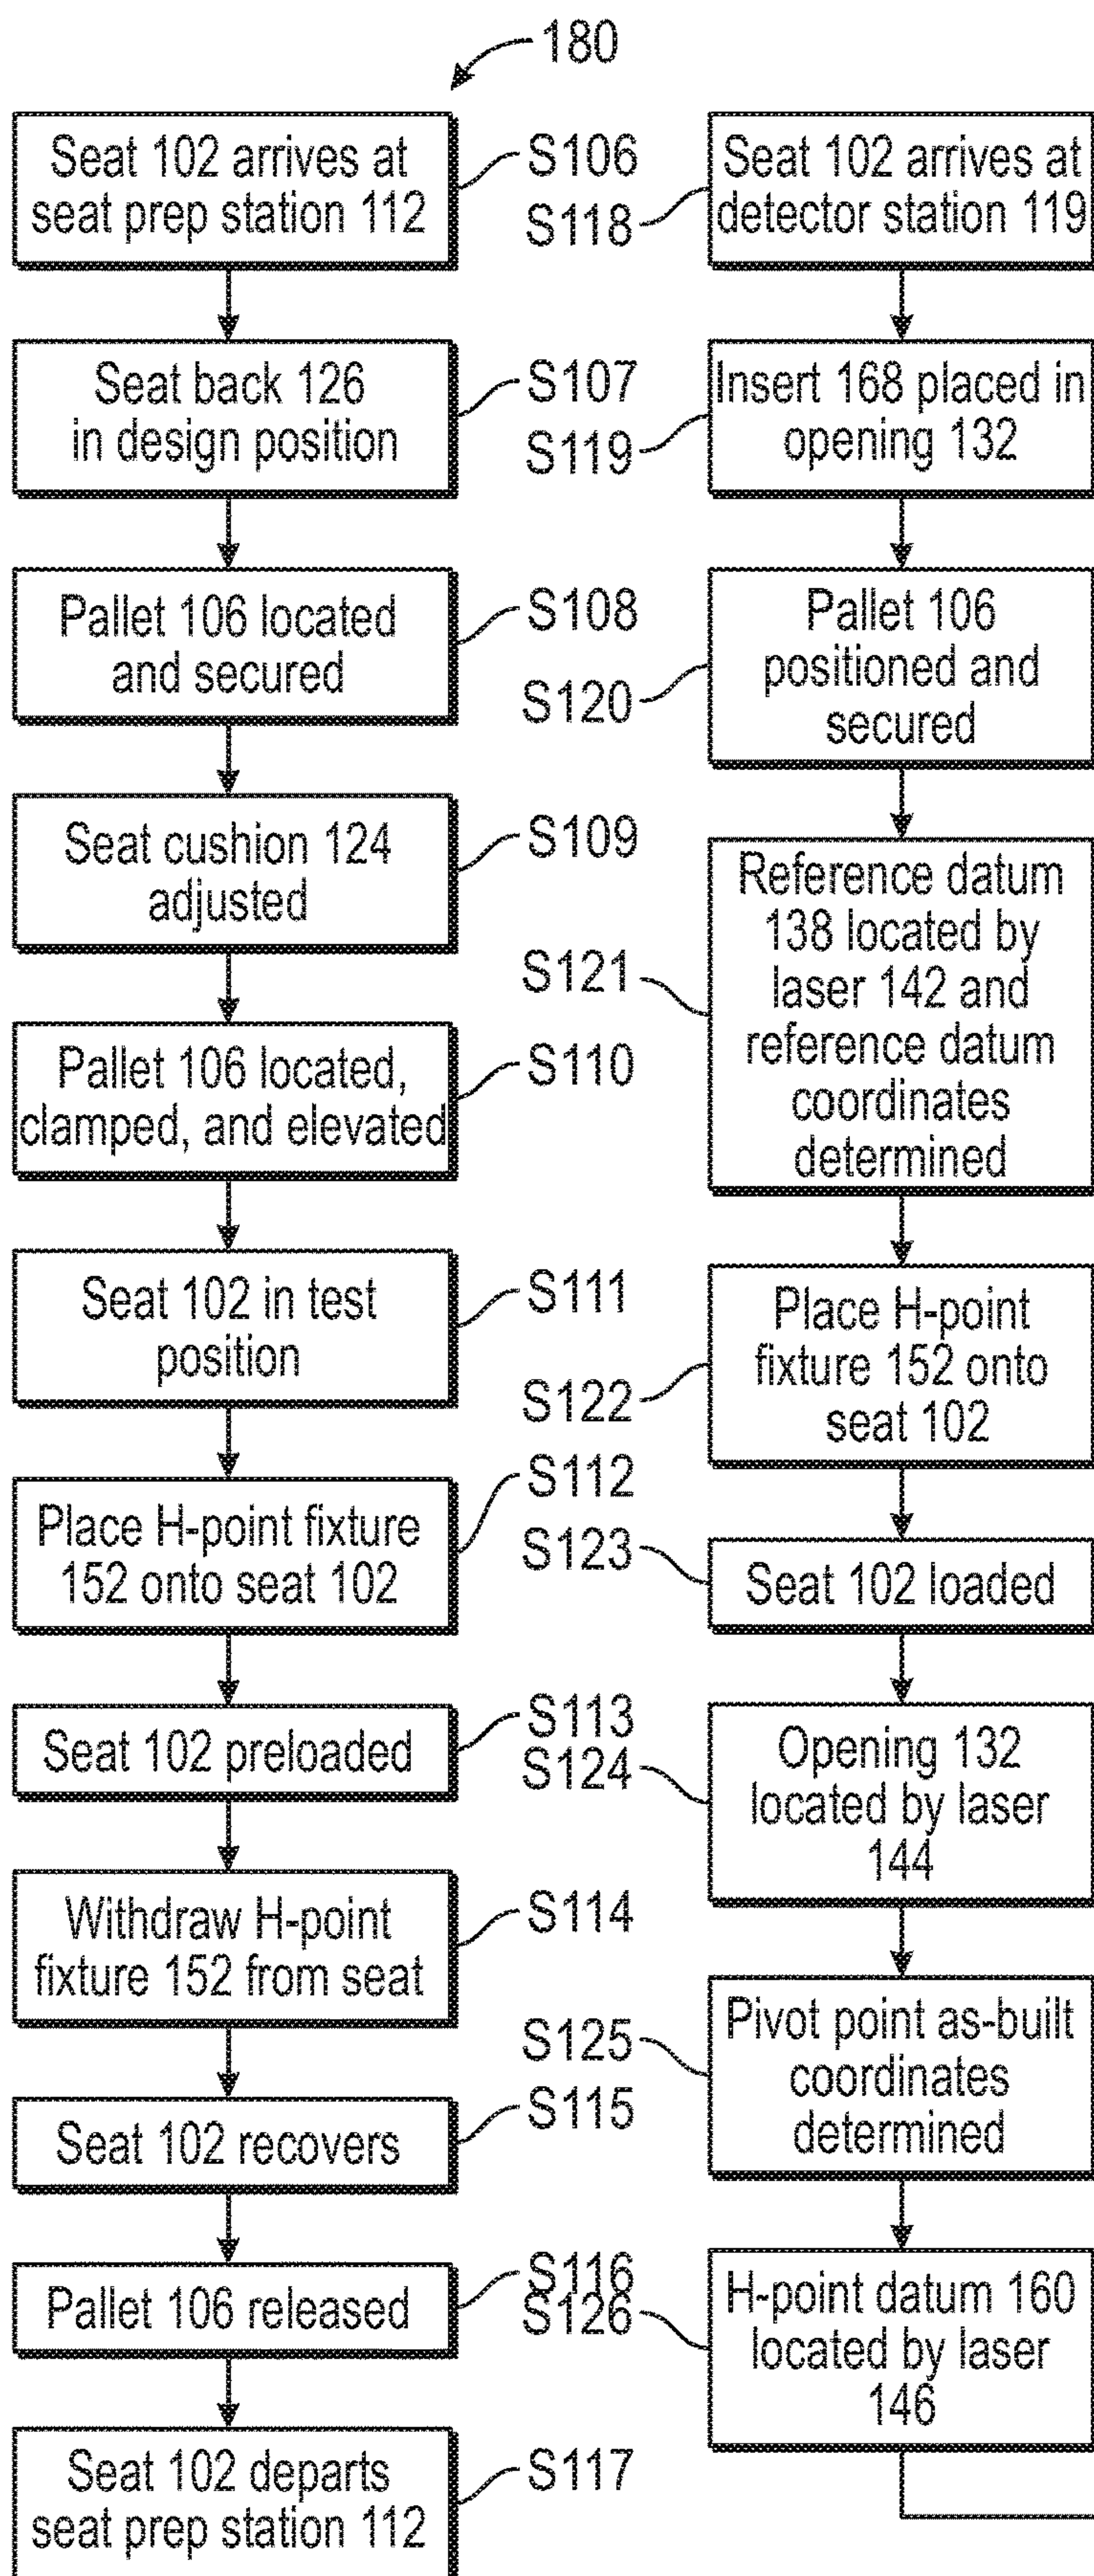 180
Seat 102 arrives at
seat prep station 112
S106
Seat back 126
in design position
S107
Pallet 106 located
and secured
S108
Seat cushion 124
adjusted
S109
Pallet 106 located,
clamped, and elevated
S110
Seat 102 in test
position
S111
Place H-point fixture
152 onto seat 102
S112
Seat 102 preloaded
S113
Withdraw H-point
fixture 152 from seat
S114
Seat 102 recovers
S115
Pallet 106 released
S116
Seat 102 departs
seat prep station 112
S117
Seat 102 arrives at
detector station 119
S118
Insert 168 placed in
opening 132
S119
Pallet 106
positioned and
secured
S120
Reference datum
138 located by
laser 142 and
reference datum
coordinates
determined
S121
Place H-point
fixture 152 onto
seat 102
S122
Seat 102 loaded
S123
Opening 132
located by laser
144
S124
Pivot point as-built
coordinates
determined
S125
H-point datum 160
located by laser
146
S126